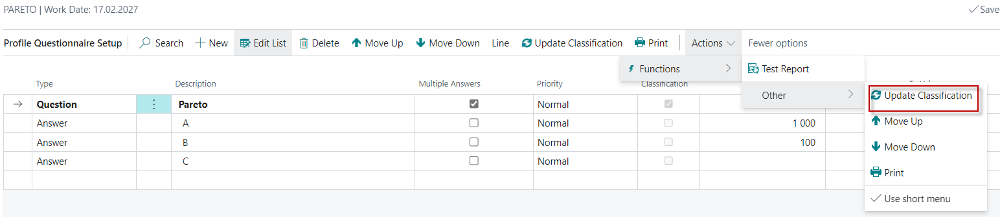 PARETO | Work Date: 17.02.2027
Save
Profile Questionnaire Setup Search New Edit List Delete Move Up Move Down Line Update Classification Print Actions Fewer options
Functions Test Report
Type Description Multiple Answers Priority Classification
Other Update Classification
Question Pareto Normal
Answer A Normal 1 000
Move Up
Answer B Normal 100
Move Down
Answer C Normal
Print
Use short menu